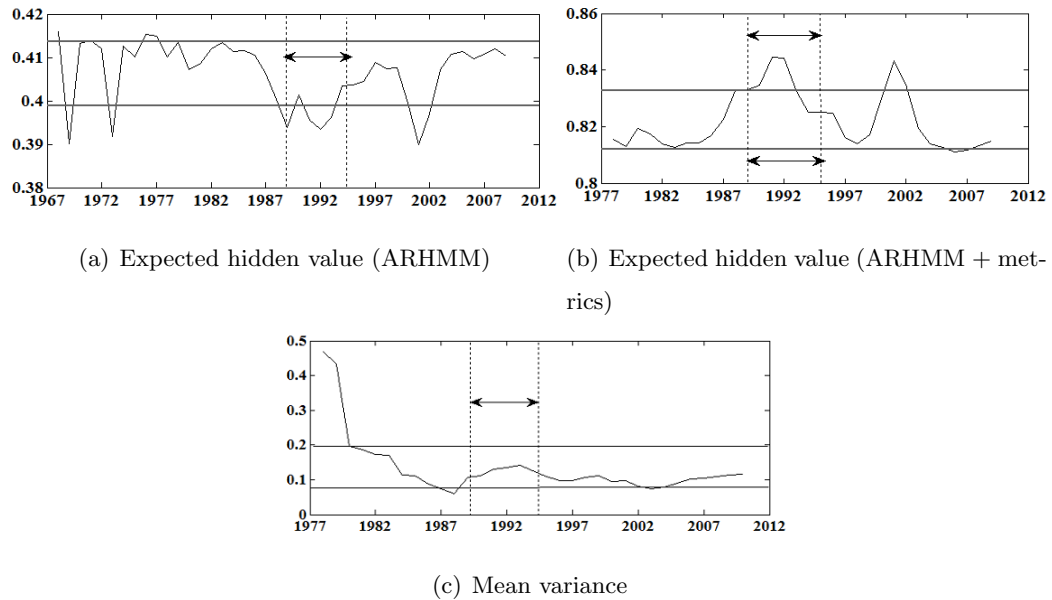 0.42
0.41
0.4
0.39
0.38
1967 1972 1977 1982 1987 1992 1997 2002 2007 2012
(a) Expected hidden value (ARHMM)
0.86
0.84
0.82
0.8
1977 1982 1987 1992 1997 2002 2007 2012
(b) Expected hidden value (ARHMM + met-
rics)
0.5
0.4
0.3
0.2
0.1
0
1977 1982 1987 1992 1997 2002 2007 2012
(c) Mean variance